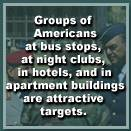 Groups of
Americans
at bus stops,
at night clubs,
in hotels, and in
apartment buildings
are attractive
targets.